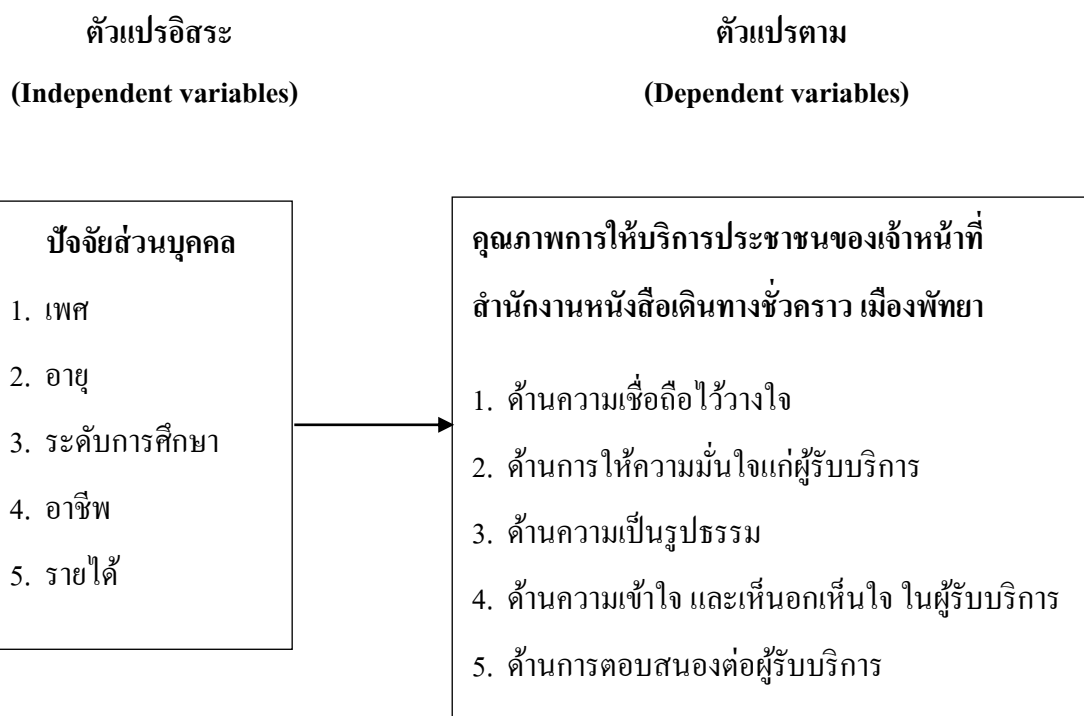 ตัวแปรอิสระ
(Independent variables)
ตัวแปรตาม
(Dependent variables)
ปัจจัยส่วนบุคคล
1. เพศ
2. อายุ
3. ระดับการศึกษา
4. อาชีพ
5. รายได้
คุณภาพการให้บริการประชาชนของเจ้าหน้าที่
สำนักงานหนังสือเดินทางชั่วคราว เมืองพัทยา
1. ด้านความเชื่อถือไว้วางใจ
2. ด้านการให้ความมั่นใจแก่ผู้รับบริการ
3. ด้านความเป็นรูปธรรม
4. ด้านความเข้าใจ และเห็นอกเห็นใจ ในผู้รับบริการ
5. ด้านการตอบสนองต่อผู้รับบริการ